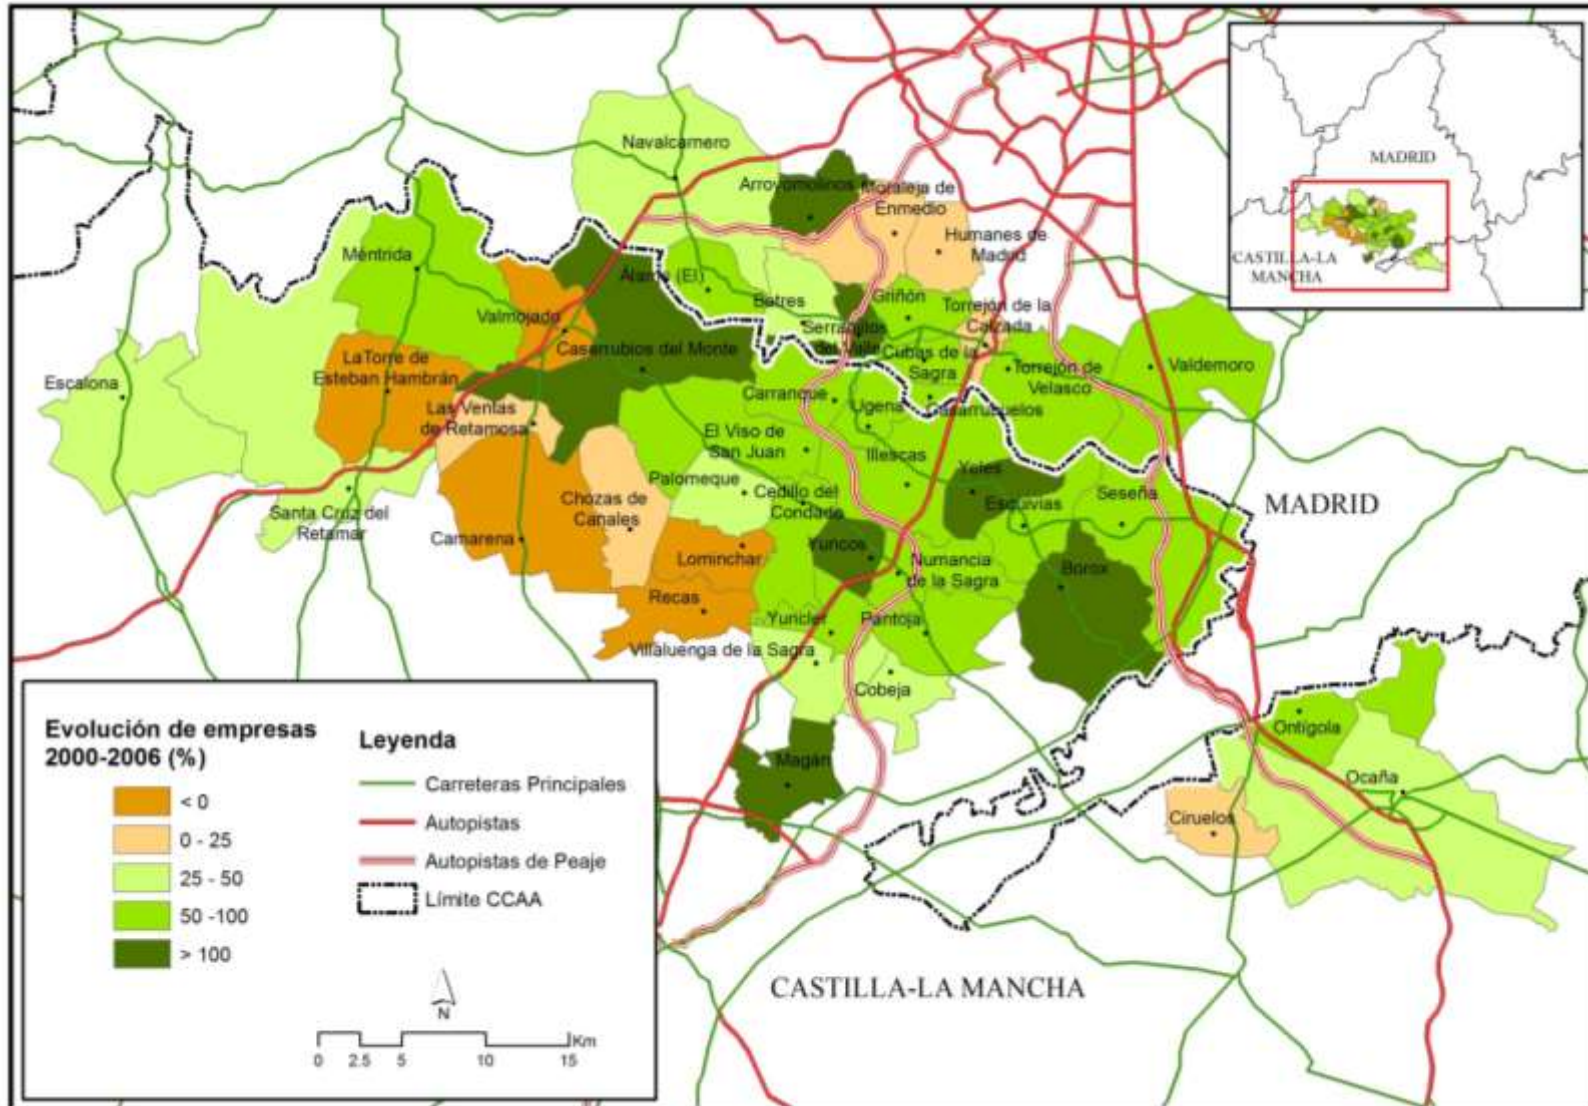 Navalcarnero
MADRID
Arroyomolinos
Moraleja de
Enmedio
Humanes de
Madrid
CASTILLA-LA
MANCHA
Méntrida
Álamo (El)
Batres
Griñón
Torrejón de la
Calzada
Valmojado
Serranillos
del Valle
Casarrubios del Monte
Cubas de la
Sagra
Torrejón de
Velasco
Valdemoro
LaTorre de
Esteban Hambrán
Escalona
Carranque
Ugena
Casarrubuelos
Las Ventas
de Retamosa
El Viso de
San Juan
Illescas
Yeles
Palomeque
Cedillo del
Condado
Esquivias
Seseña
MADRID
Chozas de
Canales
Santa Cruz del
Retamar
Camarena
Lominchar
Yuncos
Numancia
de la Sagra
Borox
Recas
Yuncler
Pantoja
Villaluenga de la Sagra
Cobeja
Ontígola
Magán
Ocaña
Ciruelos
CASTILLA-LA MANCHA
Evolución de empresas
2000-2006 (%)
< 0
0 - 25
25 - 50
50 -100
> 100
Leyenda
Carreteras Principales
Autopistas
Autopistas de Peaje
Límite CCAA
N
Km
0 2.5 5 10 15